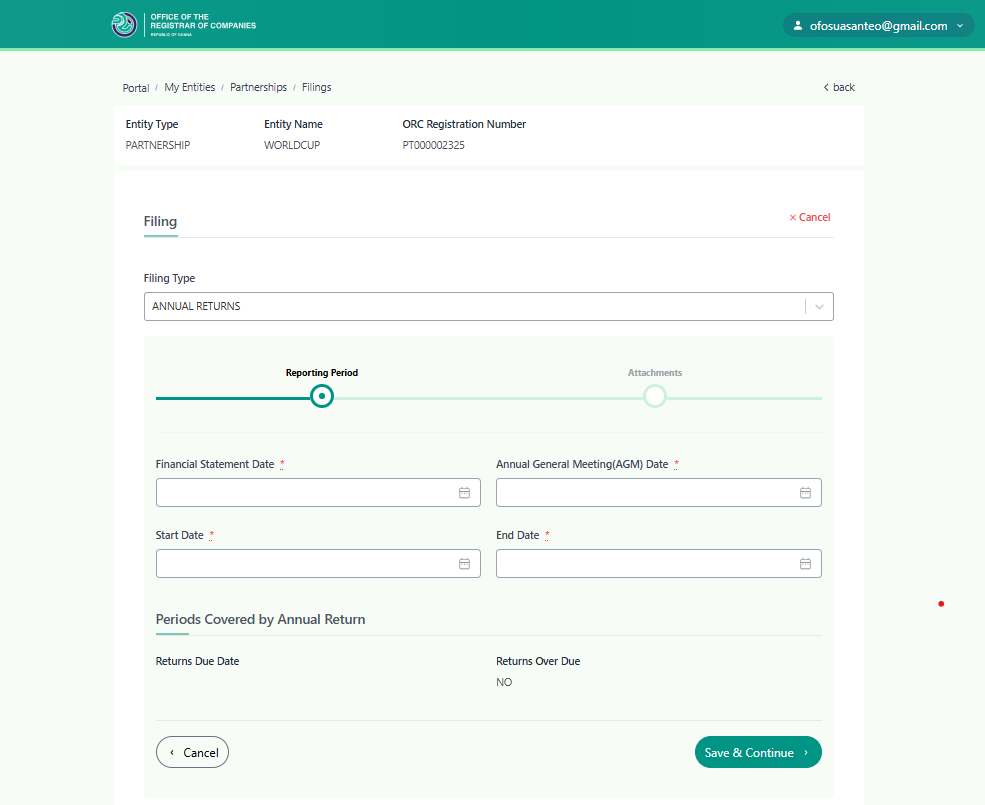 OFFICE OF THE
REGISTRAR OF COMPANIES
REPUBLIC OF GHANA
ofosuasanteo@gmail.com
Portal / My Entities / Partnerships / Filings
back
Entity Type Entity Name ORC Registration Number
PARTNERSHIP WORLDCUP PT000002325
Filing
× Cancel
Filing Type
ANNUAL RETURNS
Reporting Period Attachments
Financial Statement Date * Annual General Meeting(AGM) Date *
Start Date * End Date *
Periods Covered by Annual Return
Returns Due Date Returns Over Due
NO
‹ Cancel Save & Continue ›